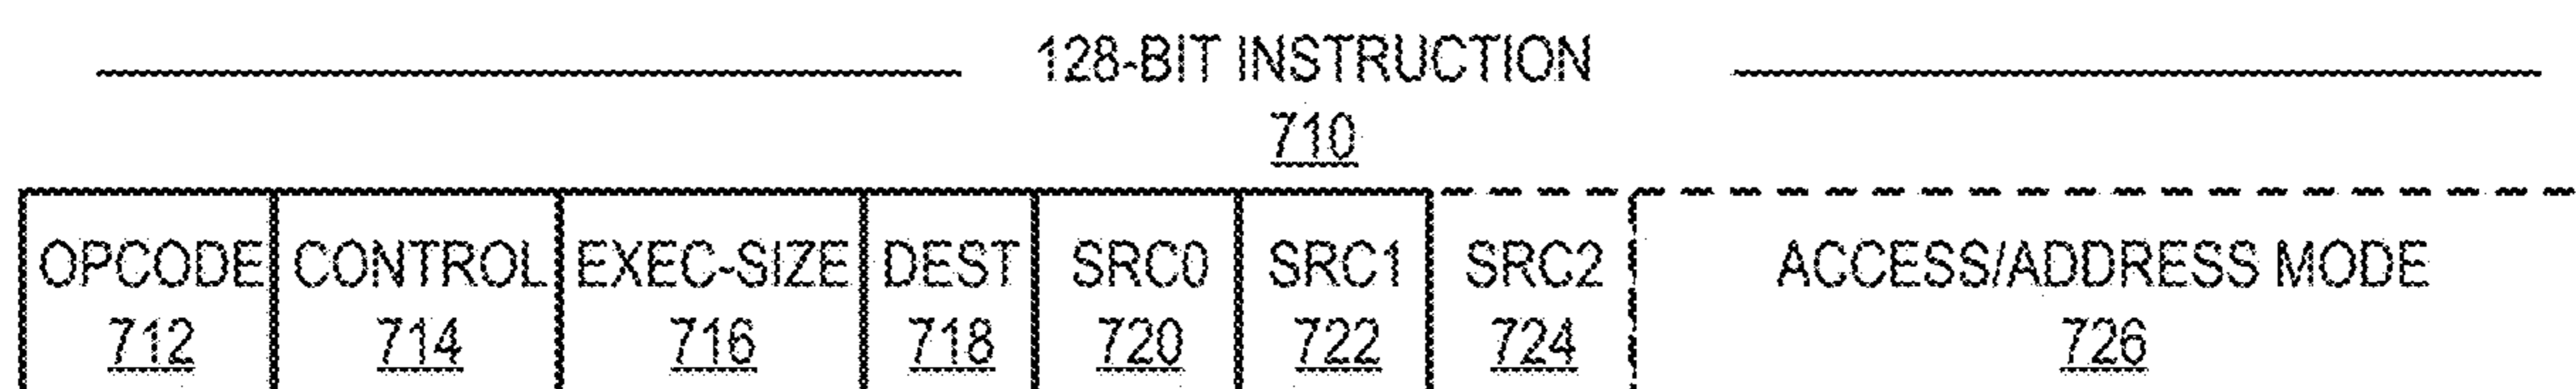 128-BIT INSTRUCTION
710
OPCODE CONTROL EXEC-SIZE DEST SRC0 SRC1 SRC2 ACCESS/ADDRESS MODE
712 714 716 718 720 722 724 726